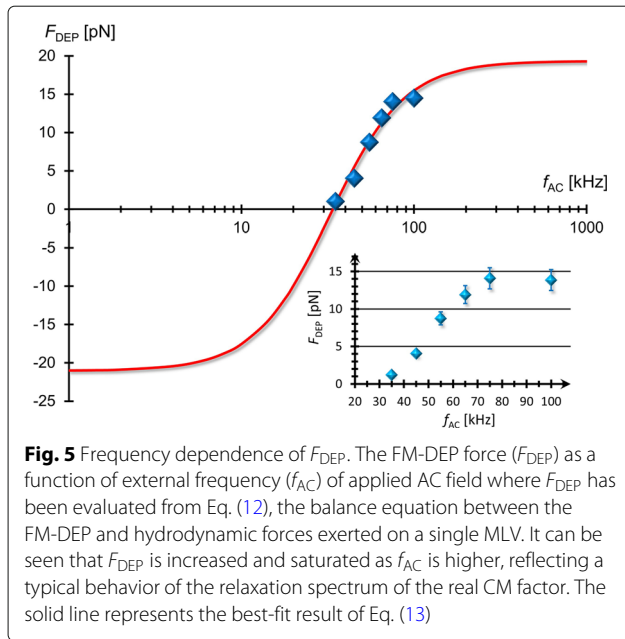 F_DEP [pN]
25
20
15
10
5
0
-5
-10
-15
-20
-25
1
10
100
1000
f_AC [kHz]
F_DEP [pN]
15
10
5
0
20 30 40 50 60 70 80 90 100
f_AC [kHz]
Fig. 5 Frequency dependence of F_DEP. The FM-DEP force (F_DEP) as a
function of external frequency (f_AC) of applied AC field where F_DEP has
been evaluated from Eq. (12), the balance equation between the
FM-DEP and hydrodynamic forces exerted on a single MLV. It can be
seen that F_DEP is increased and saturated as f_AC is higher, reflecting a
typical behavior of the relaxation spectrum of the real CM factor. The
solid line represents the best-fit result of Eq. (13)